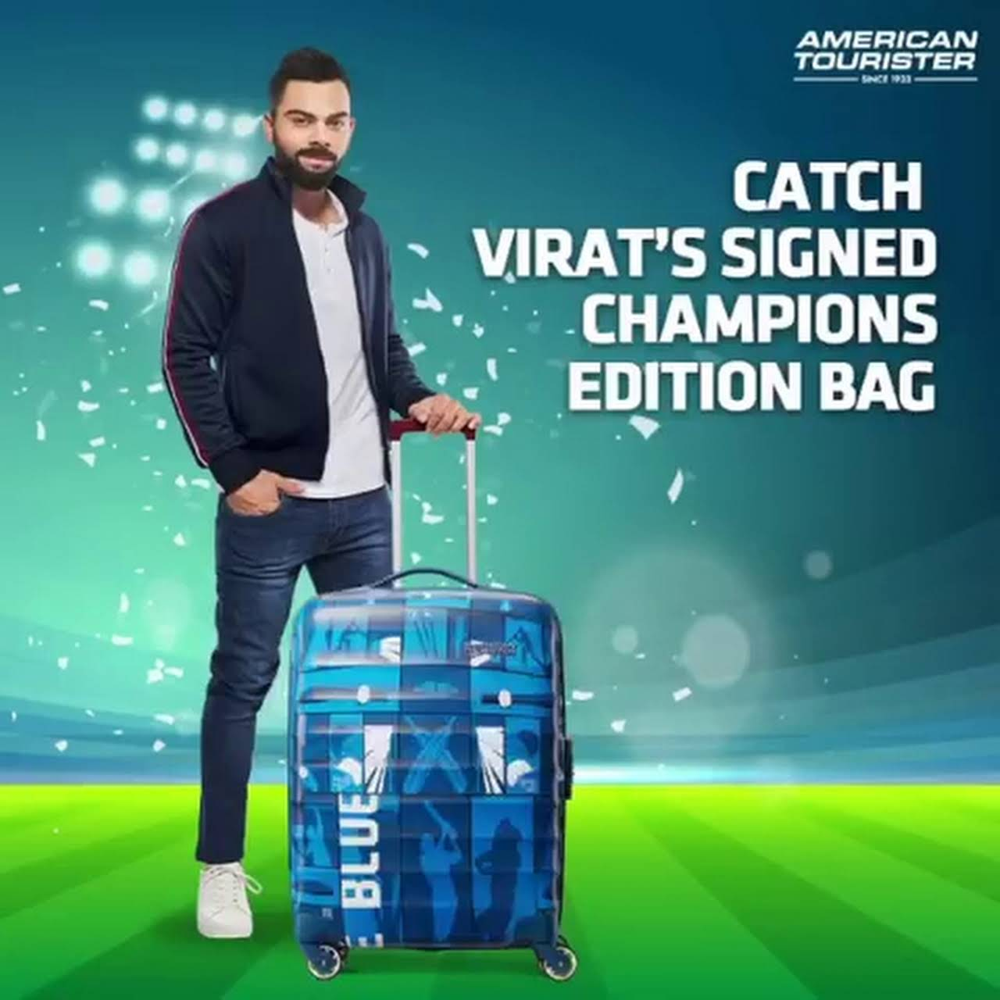 AMERICAN
TOURISTER
SINCE 1933
CATCH
VIRAT'S SIGNED
CHAMPIONS
EDITION BAG
BLUE